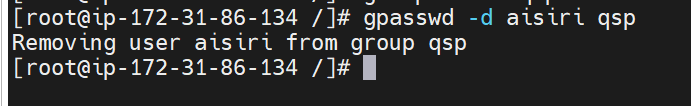 [root@ip-172-31-86-134 /]# gpasswd -d aisiri qsp
Removing user aisiri from group qsp
[root@ip-172-31-86-134 /]#